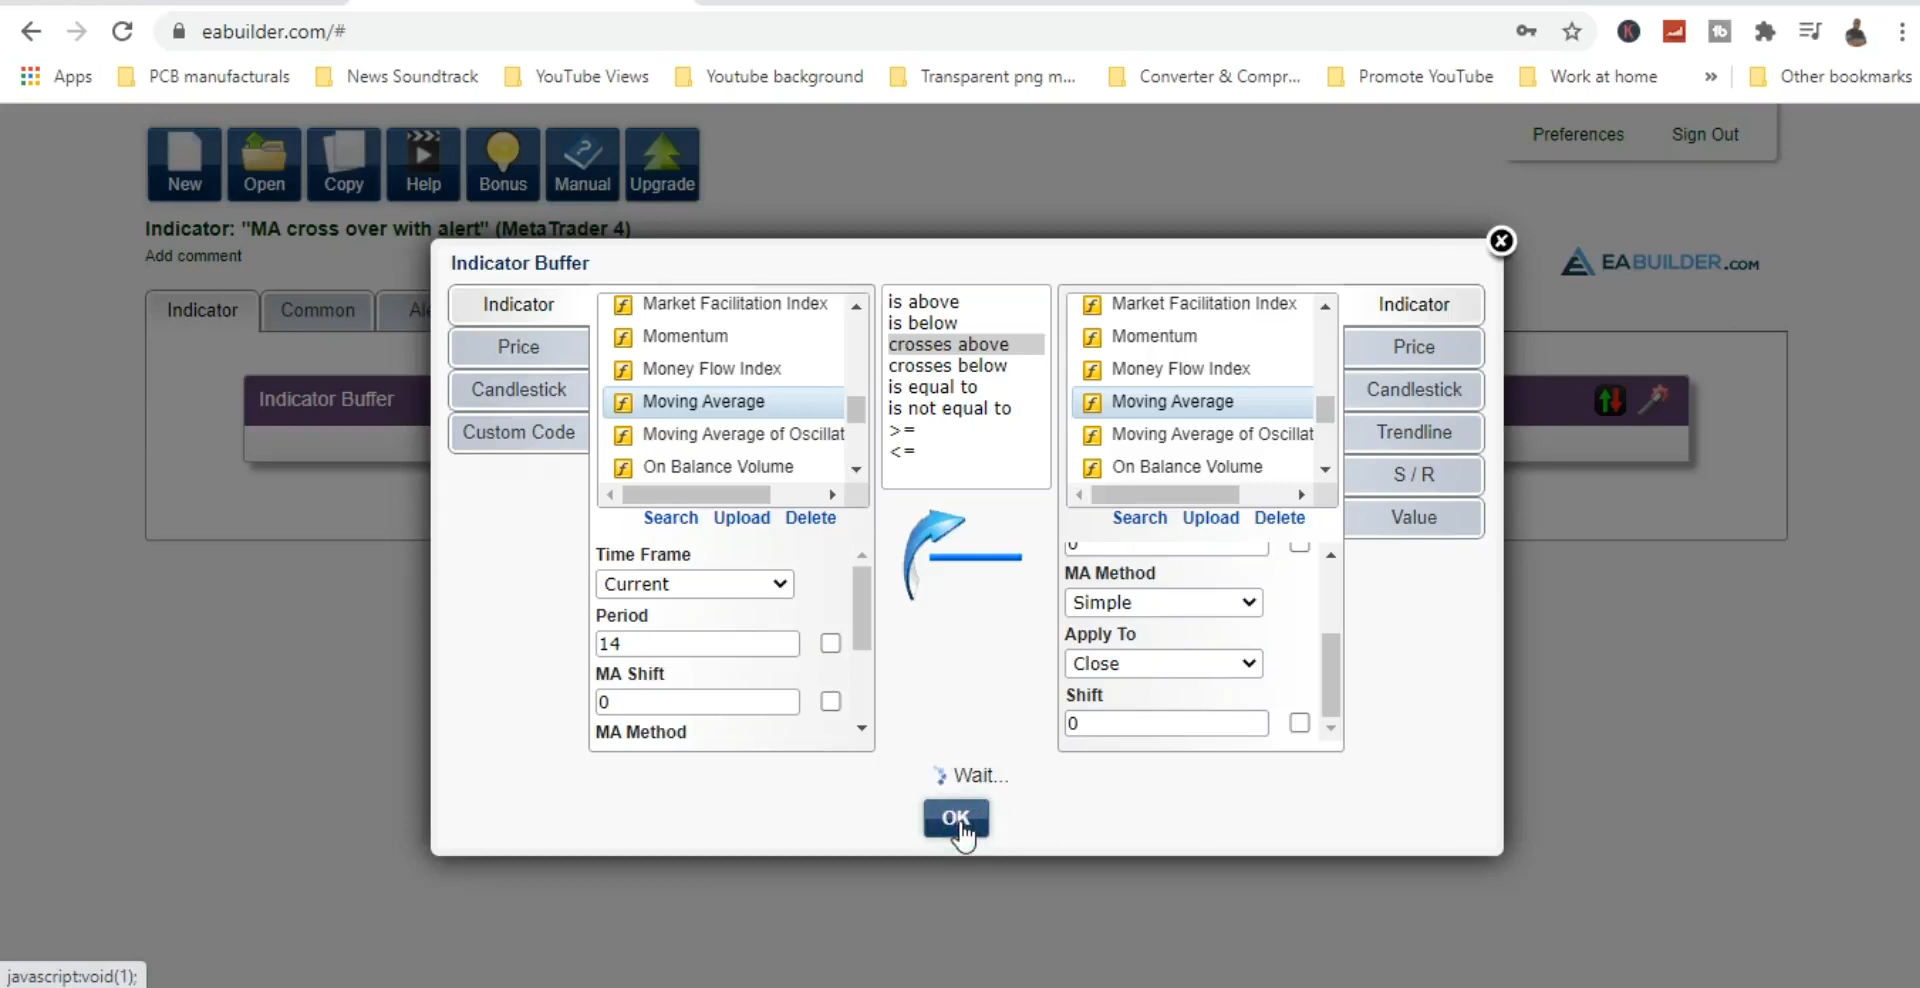 eabuilder.com/#
Apps
PCB manufacturals
News Soundtrack
YouTube Views
Youtube background
Transparent png m...
Converter & Compr...
Promote YouTube
Work at home
»
Other bookmarks
New
Open
Copy
Help
Bonus
Manual
Upgrade
Preferences
Sign Out
Indicator: "MA cross over with alert" (MetaTrader 4)
Add comment
EABUILDER.COM
Indicator
Common
Indicator Buffer
Indicator Buffer
Indicator
Price
Candlestick
Custom Code
Market Facilitation Index
Momentum
Money Flow Index
Moving Average
Moving Average of Oscillat
On Balance Volume
Search Upload Delete
Time Frame
Current
Period
14
MA Shift
0
MA Method
is above
is below
crosses above
crosses below
is equal to
is not equal to
>=
<=
Market Facilitation Index
Momentum
Money Flow Index
Moving Average
Moving Average of Oscillat
On Balance Volume
Search Upload Delete
0
MA Method
Simple
Apply To
Close
Shift
0
Indicator
Price
Candlestick
Trendline
S / R
Value
Wait...
OK
javascript:void(1);